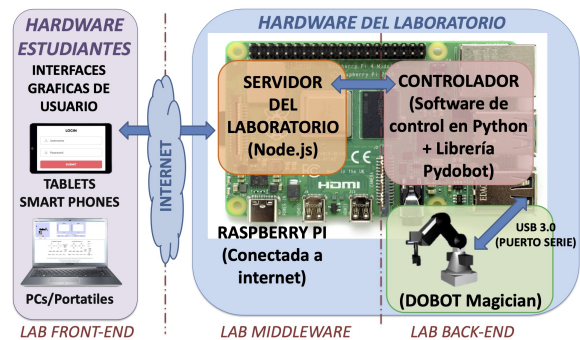 HARDWARE
ESTUDIANTES
INTERFACES
GRAFICAS DE
USUARIO
LOGIN
Username
Password
SUBMIT
TABLETS
SMART PHONES
PCs/Portatiles
LAB FRONT-END
INTERNET
HARDWARE DEL LABORATORIO
SERVIDOR
DEL
LABORATORIO
(Node.js)
CONTROLADOR
(Software de
control en Python
+ Librería
Pydobot)
HDMI
RASPBERRY PI
(Conectada a
internet)
USB 3.0
(PUERTO SERIE)
(DOBOT Magician)
LAB MIDDLEWARE
LAB BACK-END